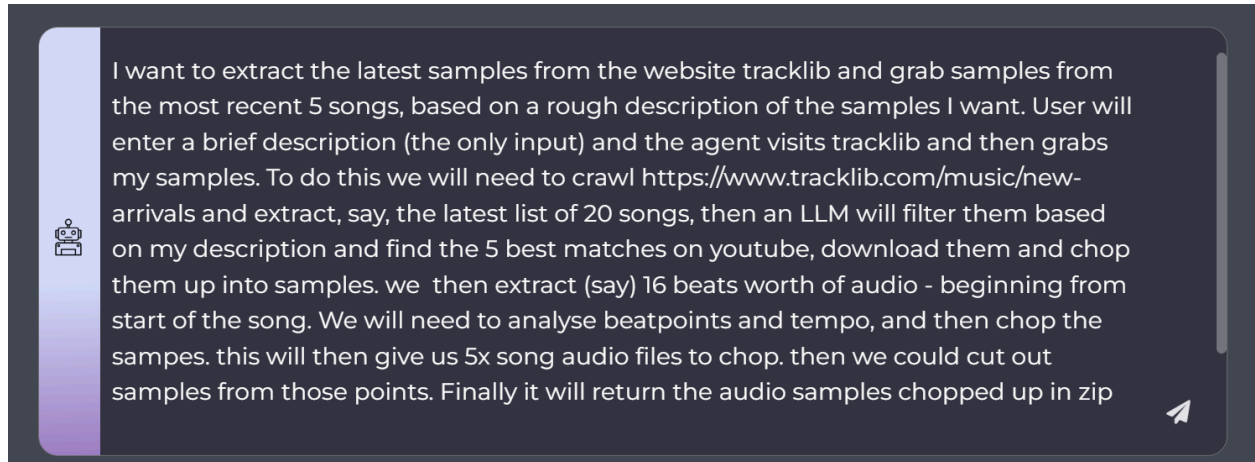 I want to extract the latest samples from the website tracklib and grab samples from
the most recent 5 songs, based on a rough description of the samples I want. User will
enter a brief description (the only input) and the agent visits tracklib and then grabs
my samples. To do this we will need to crawl https://www.tracklib.com/music/new-
arrivals and extract, say, the latest list of 20 songs, then an LLM will filter them based
on my description and find the 5 best matches on youtube, download them and chop
them up into samples. we  then extract (say) 16 beats worth of audio - beginning from
start of the song. We will need to analyse beatpoints and tempo, and then chop the
sampes. this will then give us 5x song audio files to chop. then we could cut out
samples from those points. Finally it will return the audio samples chopped up in zip